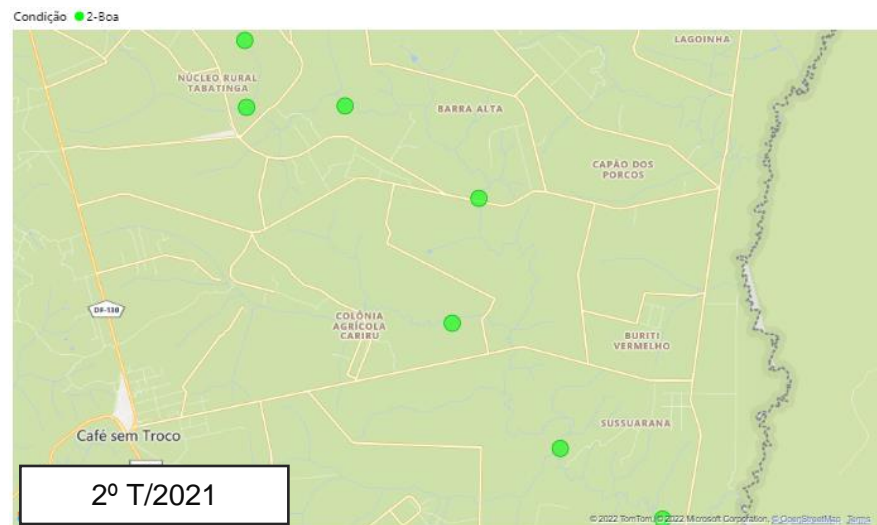 Condição 2-Boa
LAGOINHA
NÚCLEO RURAL
TABATINGA
BARRA ALTA
CAPÃO DOS
PORCOS
DF-130
COLÔNIA
AGRÍCOLA
CARIRU
BURITI
VERMELHO
SUSSUARANA
Café sem Troco
2º T/2021
© 2022 TomTom, © 2022 Microsoft Corporation, © OpenStreetMap Terms